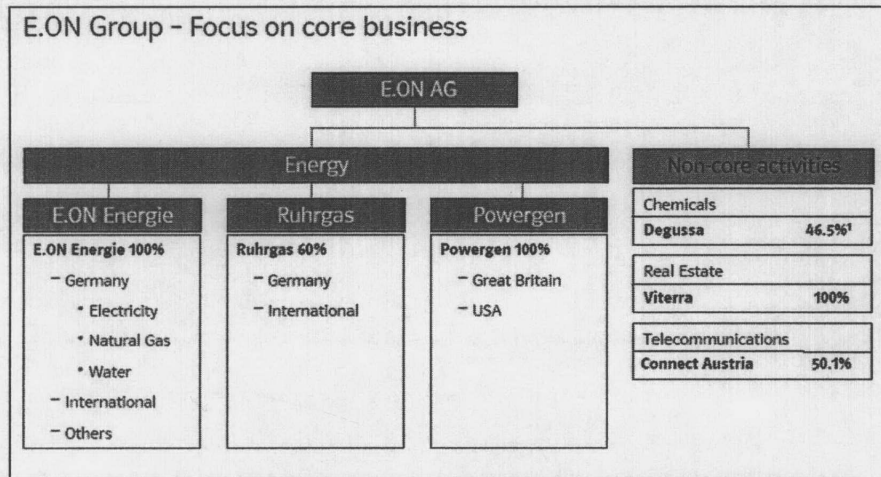 E.ON Group – Focus on core business
E.ON AG
Energy
Non-core activities
E.ON Energie
Ruhrgas
Powergen
E.ON Energie 100%
– Germany
• Electricity
• Natural Gas
• Water
– International
– Others
Ruhrgas 60%
– Germany
– International
Powergen 100%
– Great Britain
– USA
Chemicals
Degussa 46.5%¹
Real Estate
Viterra 100%
Telecommunications
Connect Austria 50.1%